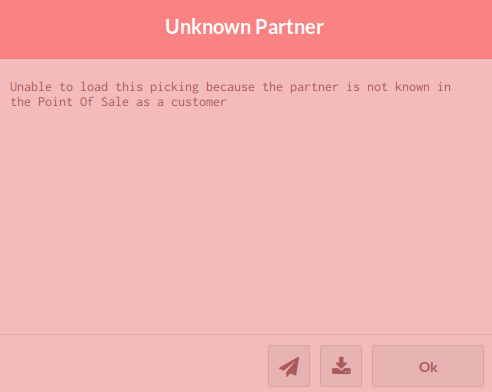 Unknown Partner
Unable to load this picking because the partner is not known in
the Point Of Sale as a customer
Ok